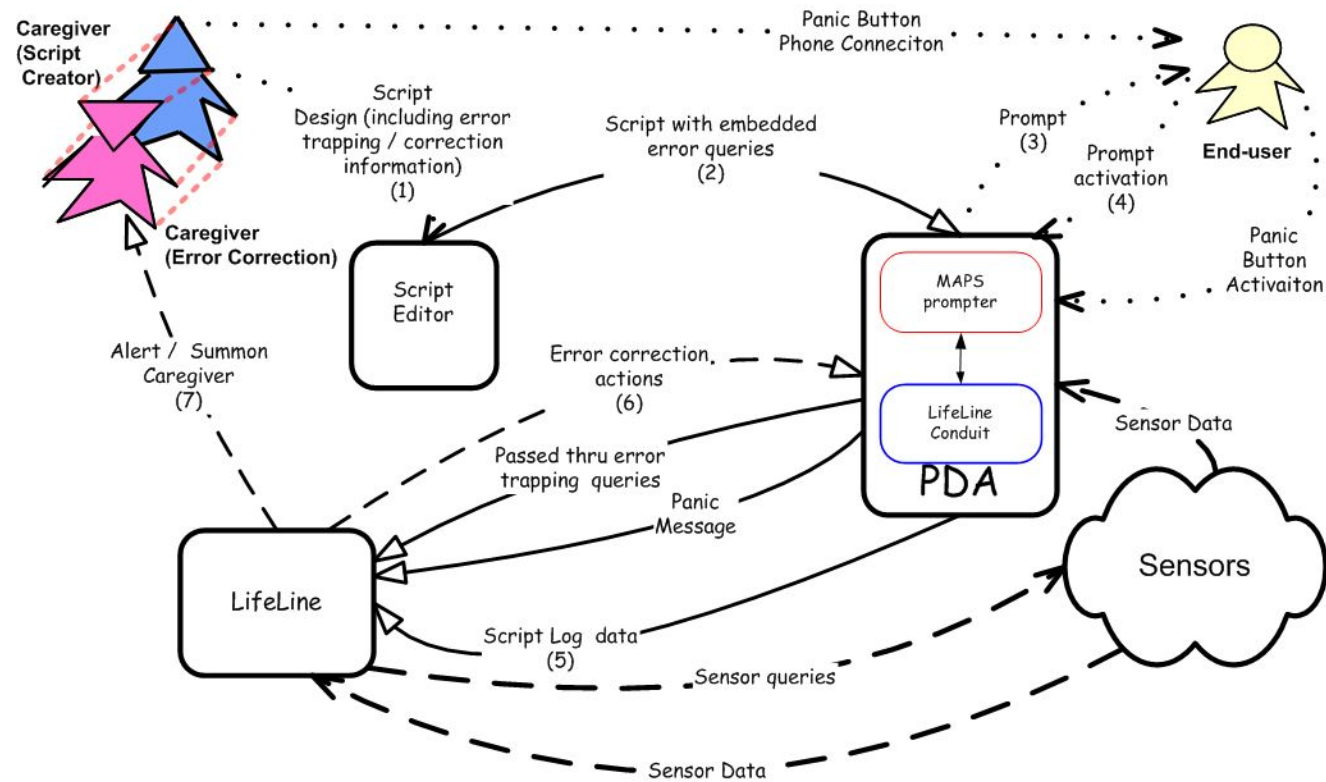 Caregiver
(Script
Creator)
Panic Button
Phone Conneciton
Script
Design (including error
trapping / correction
information)
(1)
Script with embedded
error queries
(2)
Prompt
(3)
Prompt
activation
(4)
End-user
Panic
Button
Activaiton
Caregiver
(Error Correction)
Script
Editor
MAPS
prompter
LifeLine
Conduit
PDA
Alert / Summon
Caregiver
(7)
Error correction
actions
(6)
Passed thru error
trapping queries
Panic
Message
Sensor Data
Sensors
LifeLine
Script Log data
(5)
Sensor queries
Sensor Data